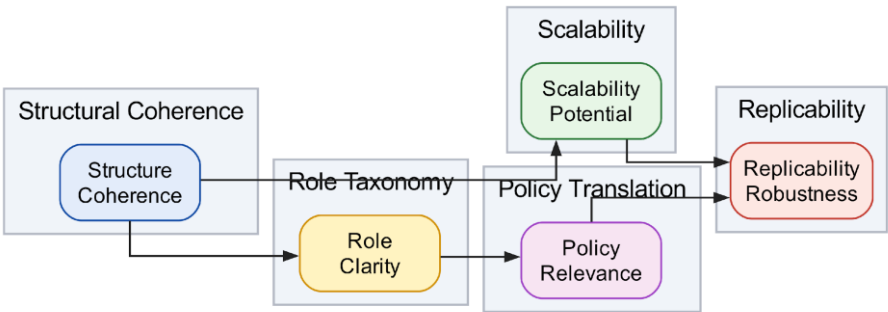 Structural Coherence
Structure
Coherence
Role Taxonomy
Role
Clarity
Scalability
Scalability
Potential
Policy Translation
Policy
Relevance
Replicability
Replicability
Robustness